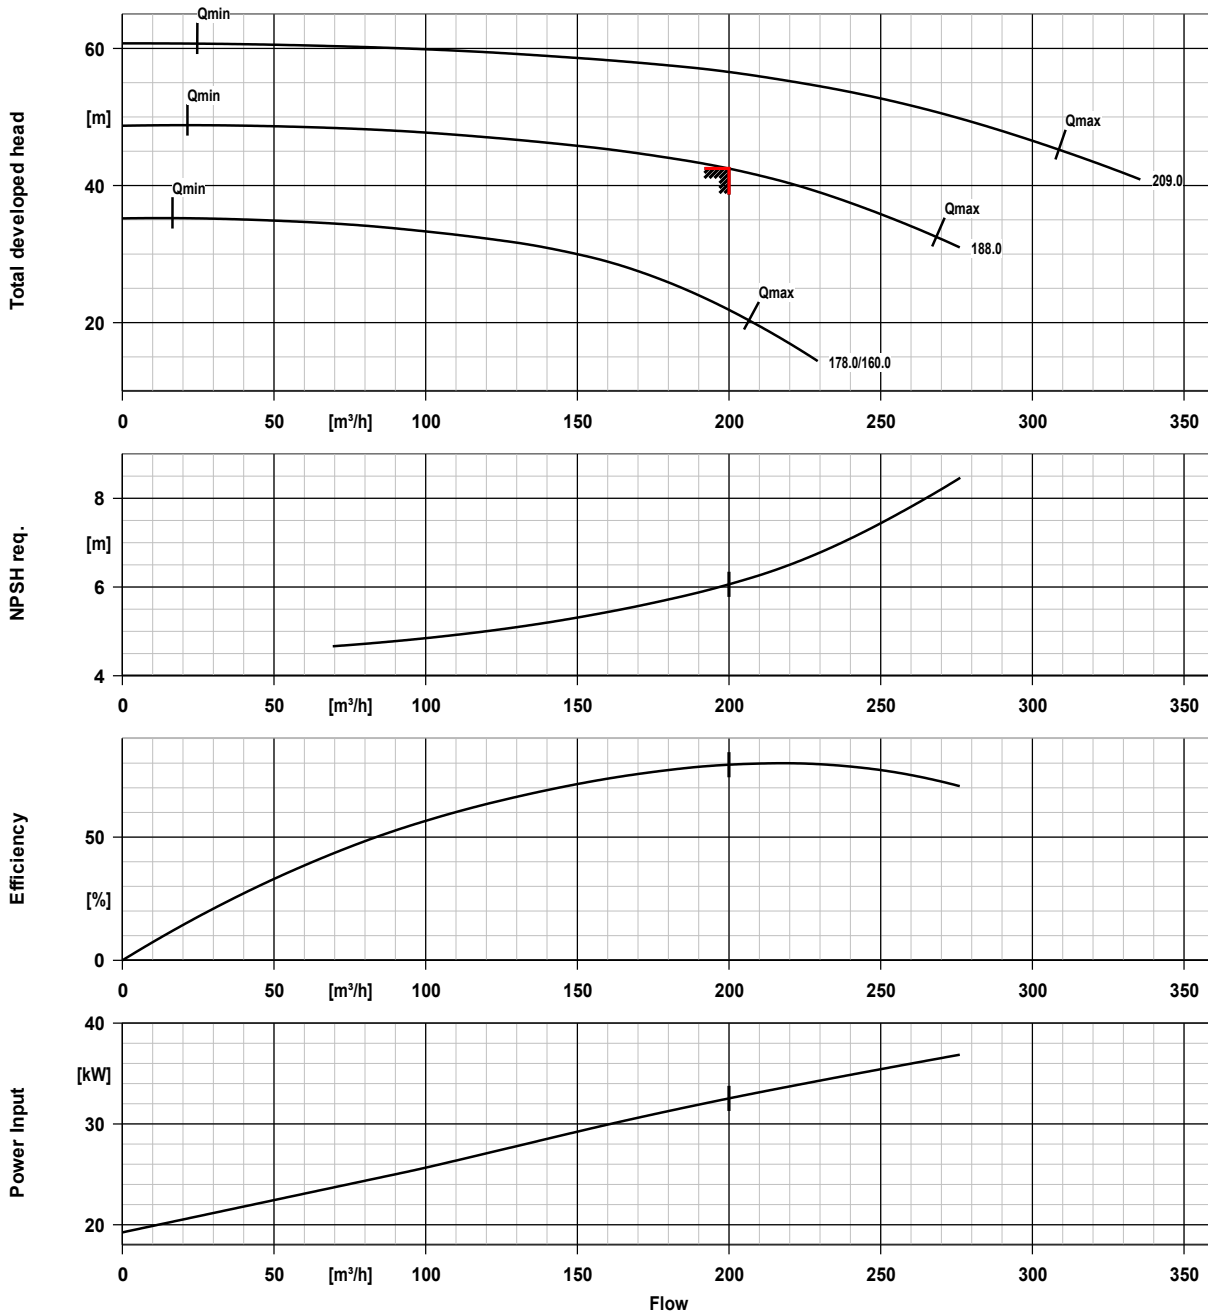 Qmin
60
Qmin
[m]
Qmax
Total developed head
40
Qmin
209.0
Qmax
188.0
Qmax
20
178.0/160.0
0 50 [m³/h] 100 150 200 250 300 350
8
[m]
NPSH req.
6
4
0 50 [m³/h] 100 150 200 250 300 350
Efficiency
50
[%]
0
0 50 [m³/h] 100 150 200 250 300 350
40
[kW]
Power Input
30
20
0 50 [m³/h] 100 150 200 250 300 350
Flow